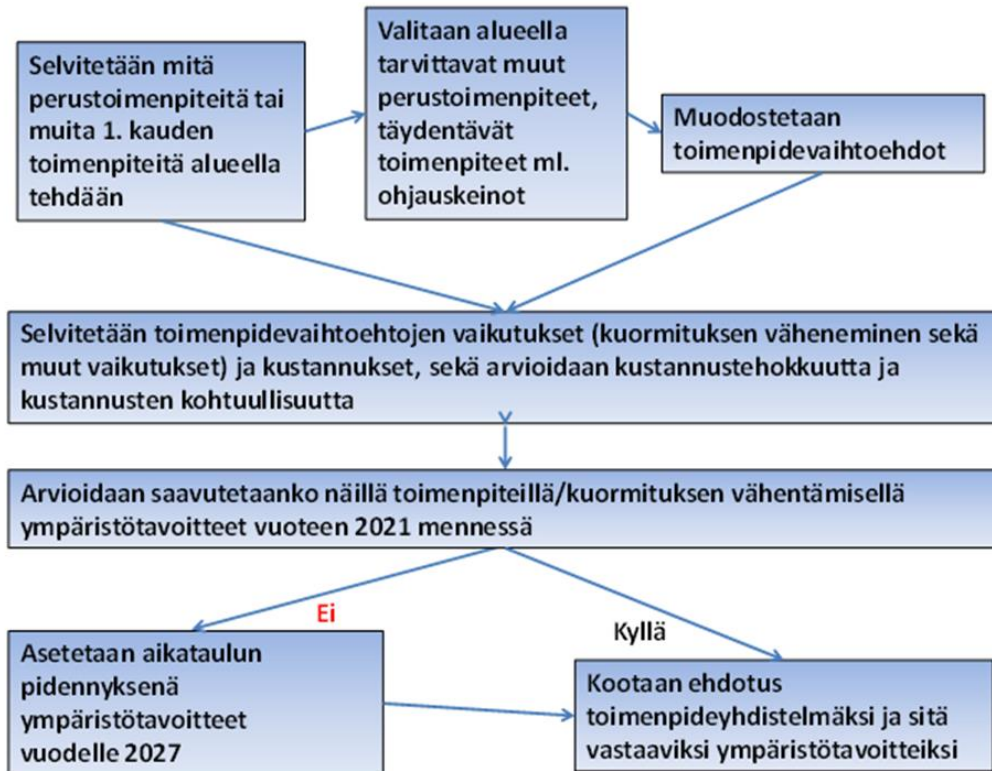 Selvitetään mitä
perustoimenpiteitä tai
muita 1. kauden
toimenpiteitä alueella
tehdään
Valitaan alueella
tarvittavat muut
perustoimenpiteet,
täydentävät
toimenpiteet ml.
ohjauskeinot
Muodostetaan
toimenpidevaihtoehdot
Selvitetään toimenpidevaihtoehtojen vaikutukset (kuormituksen väheneminen sekä
muut vaikutukset) ja kustannukset, sekä arvioidaan kustannustehokkuutta ja
kustannusten kohtuullisuutta
Arvioidaan saavutetaanko näillä toimenpiteillä/kuormituksen vähentämisellä
ympäristötavoitteet vuoteen 2021 mennessä
Ei
Kyllä
Asetetaan aikataulun
pidennyksenä
ympäristötavoitteet
vuodelle 2027
Kootaan ehdotus
toimenpideyhdistelmäksi ja sitä
vastaaviksi ympäristötavoitteiksi